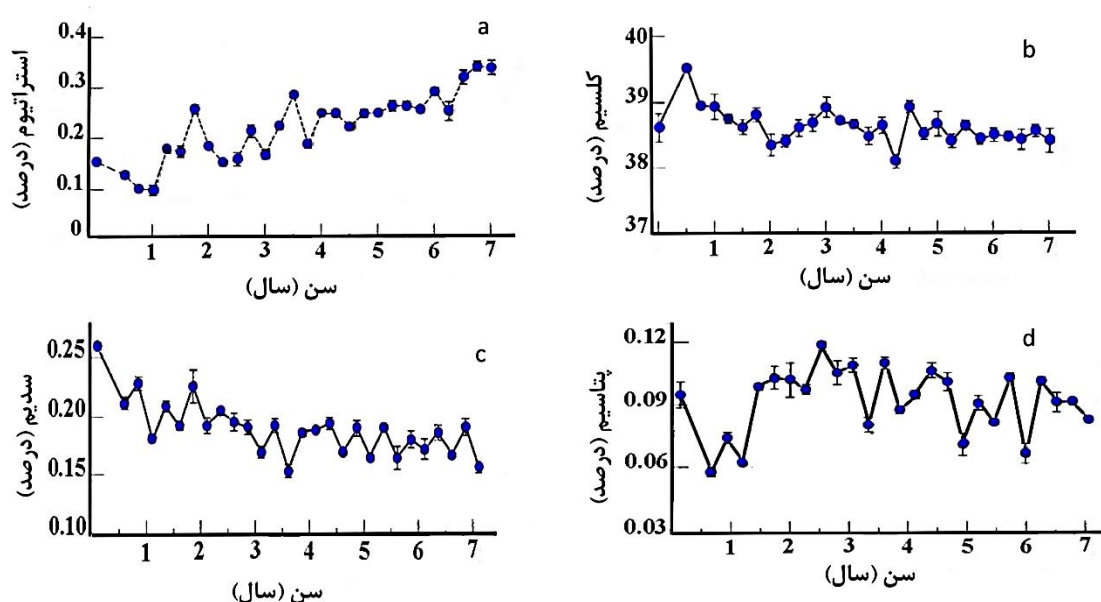 a
استرانیوم (درصد)
0.4
0.3
0.2
0.1
0
1 2 3 4 5 6 7
سن (سال)
b
کلسیم (درصد)
40
39
38
37
1 2 3 4 5 6 7
سن (سال)
c
سدیم (درصد)
0.25
0.20
0.15
0.10
1 2 3 4 5 6 7
سن (سال)
d
پتاسیم (درصد)
0.12
0.09
0.06
0.03
1 2 3 4 5 6 7
سن (سال)